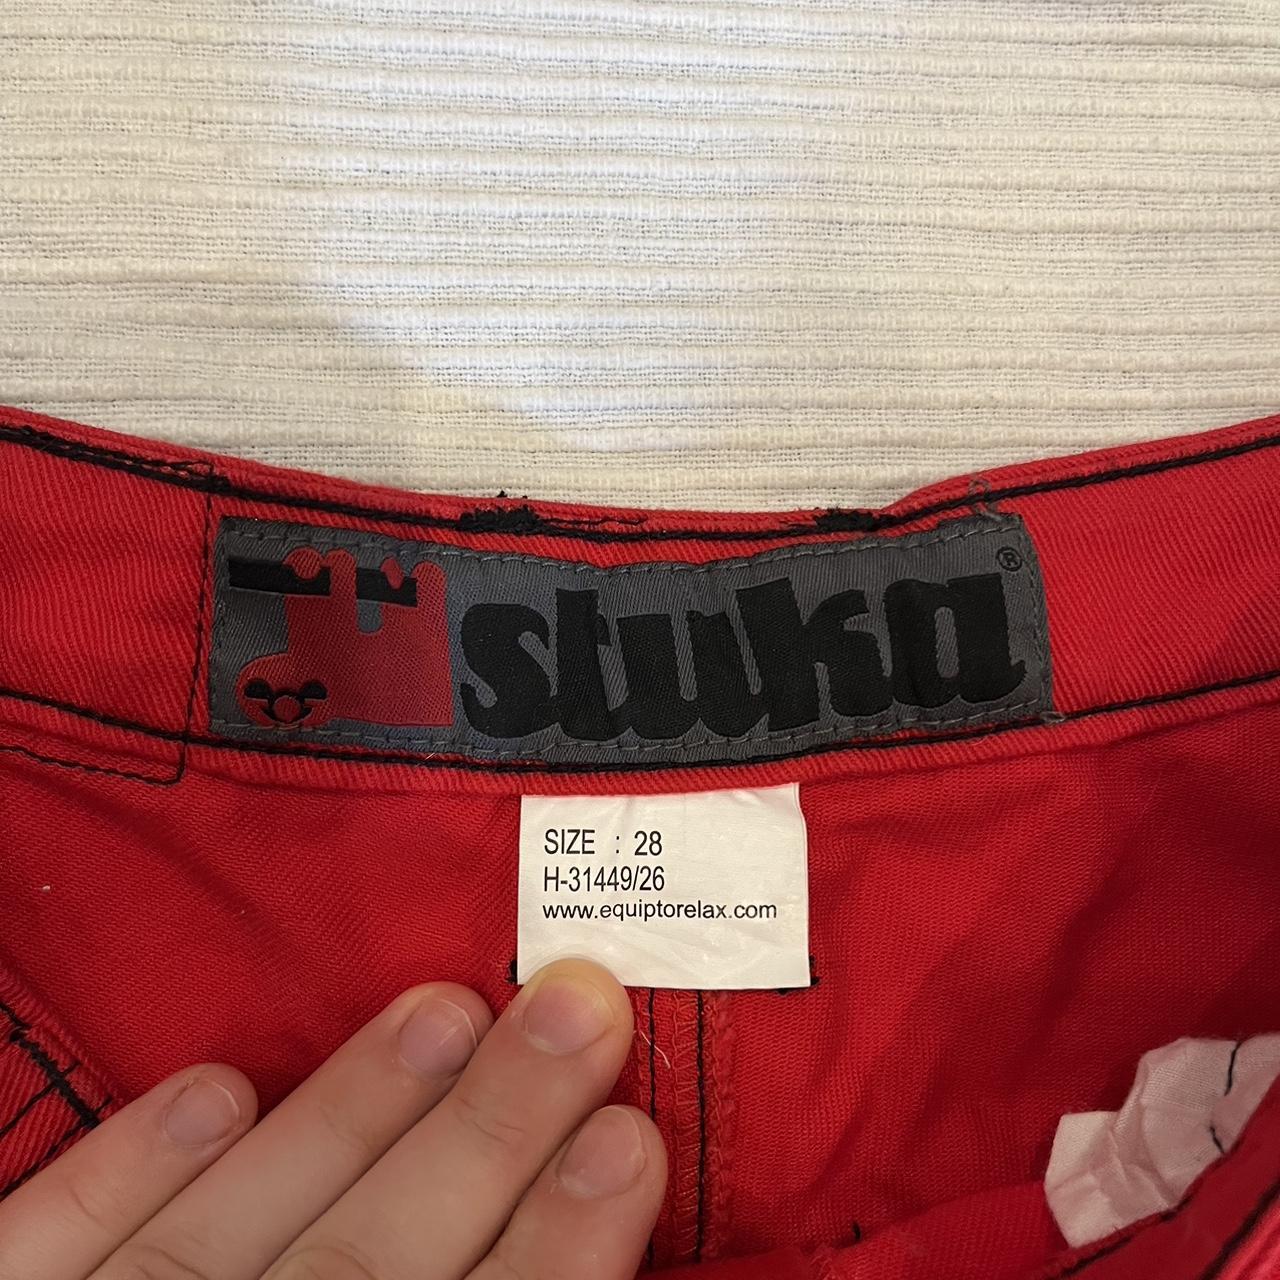 stuka®
SIZE : 28
H-31449/26
www.equiptorelax.com